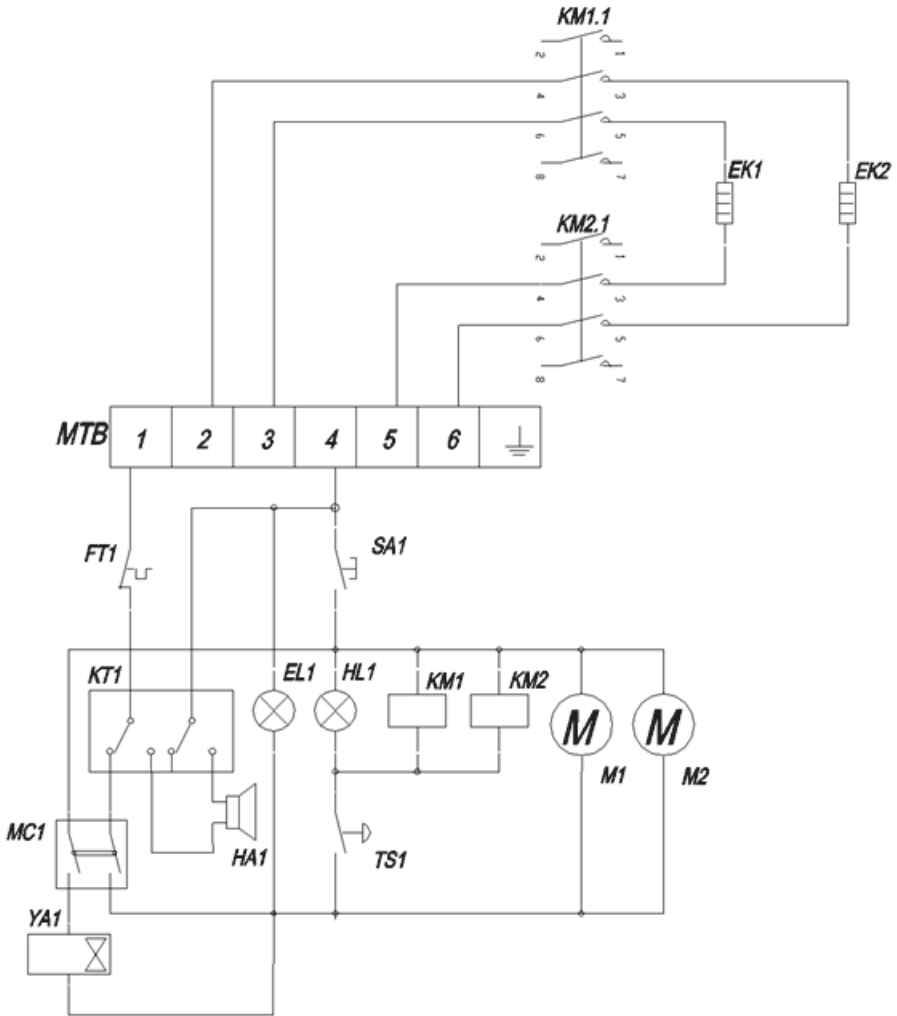 KM1.1
2 1
4 3
6 5
8 7
EK1 EK2
KM2.1
2 1
4 3
6 5
8 7
MTB 1 2 3 4 5 6
FT1 SA1
KT1 EL1 HL1 KM1 KM2
M M
M1 M2
MC1 HA1 TS1
YA1